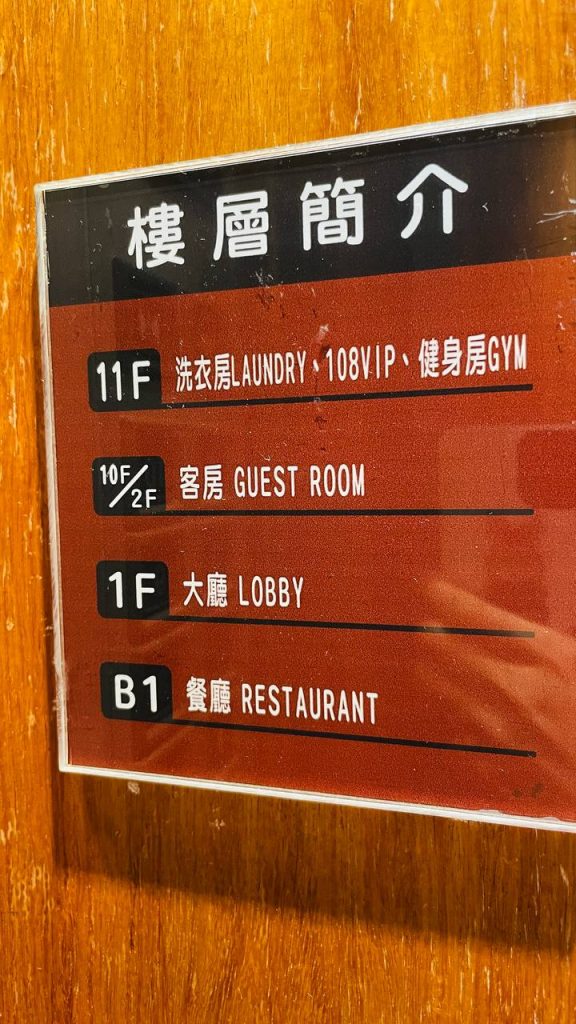 樓層簡介
11F 洗衣房LAUNDRY、108VIP、健身房GYM
10F/2F 客房 GUEST ROOM
1F 大廳 LOBBY
B1 餐廳 RESTAURANT